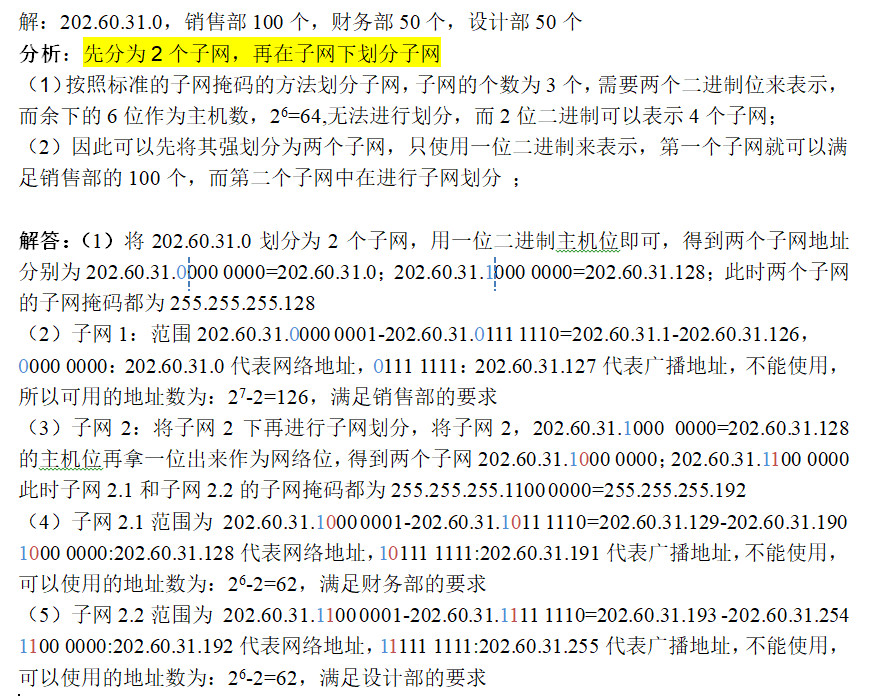 解：202.60.31.0，销售部 100 个，财务部 50 个，设计部 50 个
分析：先分为 2 个子网，再在子网下划分子网
（1）按照标准的子网掩码的方法划分子网，子网的个数为 3 个，需要两个二进制位来表示，
而余下的 6 位作为主机数，2⁶=64,无法进行划分，而 2 位二进制可以表示 4 个子网；
（2）因此可以先将其强划分为两个子网，只使用一位二进制来表示，第一个子网就可以满
足销售部的 100 个，而第二个子网中在进行子网划分 ；
解答：（1）将 202.60.31.0 划分为 2 个子网，用一位二进制主机位即可，得到两个子网地址
分别为 202.60.31.0000 0000=202.60.31.0；202.60.31.1000 0000=202.60.31.128；此时两个子网
的子网掩码都为 255.255.255.128
（2）子网 1：范围 202.60.31.0000 0001-202.60.31.0111 1110=202.60.31.1-202.60.31.126，
0000 0000：202.60.31.0 代表网络地址，0111 1111：202.60.31.127 代表广播地址，不能使用，
所以可用的地址数为：2⁷-2=126，满足销售部的要求
（3）子网 2：将子网 2 下再进行子网划分，将子网 2，202.60.31.1000 0000=202.60.31.128
的主机位再拿一位出来作为网络位，得到两个子网 202.60.31.1000 0000；202.60.31.1100 0000
此时子网 2.1 和子网 2.2 的子网掩码都为 255.255.255.1100 0000=255.255.255.192
（4）子网 2.1 范围为 202.60.31.1000 0001-202.60.31.1011 1110=202.60.31.129-202.60.31.190
1000 0000:202.60.31.128 代表网络地址，10111 1111:202.60.31.191 代表广播地址，不能使用，
可以使用的地址数为：2⁶-2=62，满足财务部的要求
（5）子网 2.2 范围为 202.60.31.1100 0001-202.60.31.1111 1110=202.60.31.193 -202.60.31.254
1100 0000:202.60.31.192 代表网络地址，11111 1111:202.60.31.255 代表广播地址，不能使用，
可以使用的地址数为：2⁶-2=62，满足设计部的要求